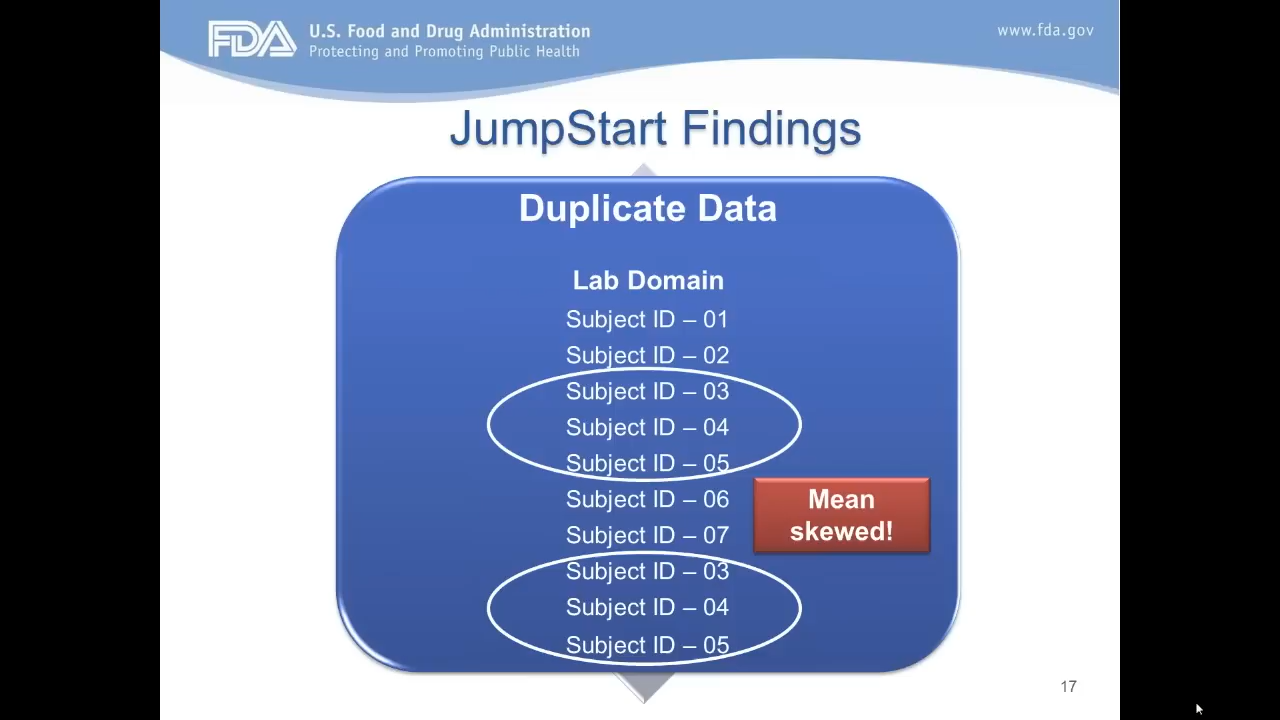 FDA
U.S. Food and Drug Administration
Protecting and Promoting Public Health
www.fda.gov
JumpStart Findings
Duplicate Data
Lab Domain
Subject ID – 01
Subject ID – 02
Subject ID – 03
Subject ID – 04
Subject ID – 05
Subject ID – 06
Subject ID – 07
Subject ID – 03
Subject ID – 04
Subject ID – 05
Mean
skewed!
17